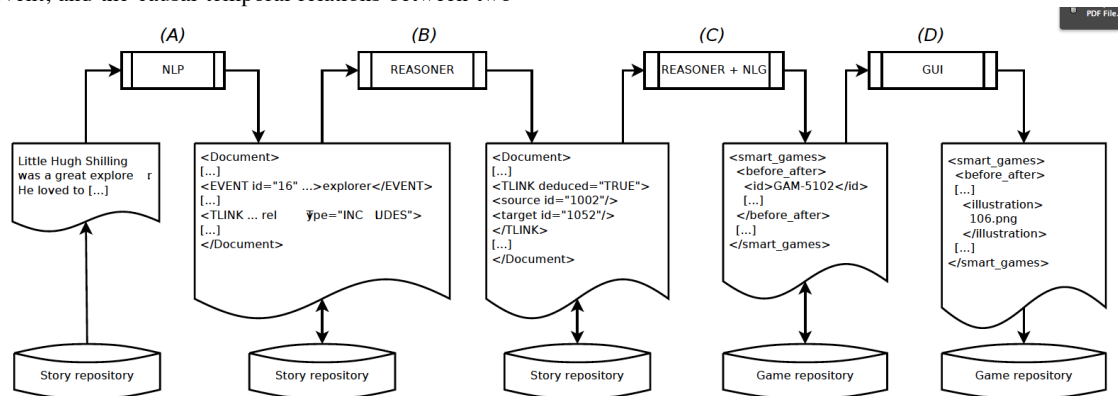 vent, and the causal-temporal relations between two
PDF File.
(A)
(B)
(C)
(D)
NLP
REASONER
REASONER + NLG
GUI
Little Hugh Shilling
was a great explore r
He loved to [...]
<Document>
[...]
<EVENT id="16" ...>explorer</EVENT>
[...]
<TLINK ... rel Type="INC UDES">
[...]
</Document>
<Document>
[...]
<TLINK deduced="TRUE">
<source id="1002"/>
<target id="1052"/>
</TLINK>
[...]
</Document>
<smart_games>
<before_after>
<id>GAM-5102</id>
[...]
</before_after>
[...]
</smart_games>
<smart_games>
<before_after>
[...]
<illustration>
106.png
</illustration>
[...]
</smart_games>
Story repository
Story repository
Story repository
Game repository
Game repository